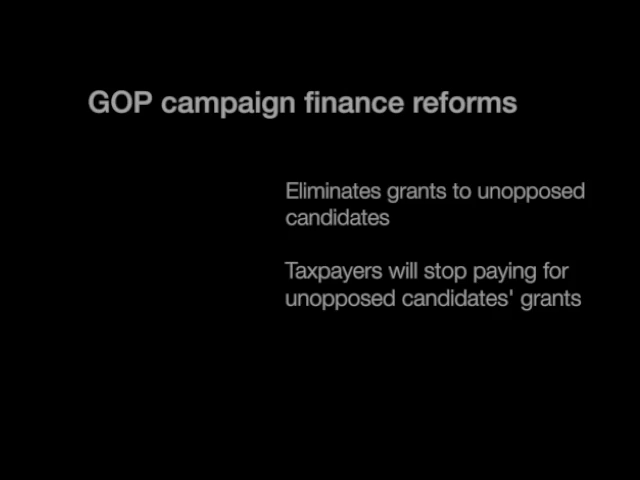 GOP campaign finance reforms
Eliminates grants to unopposed
candidates
Taxpayers will stop paying for
unopposed candidates' grants